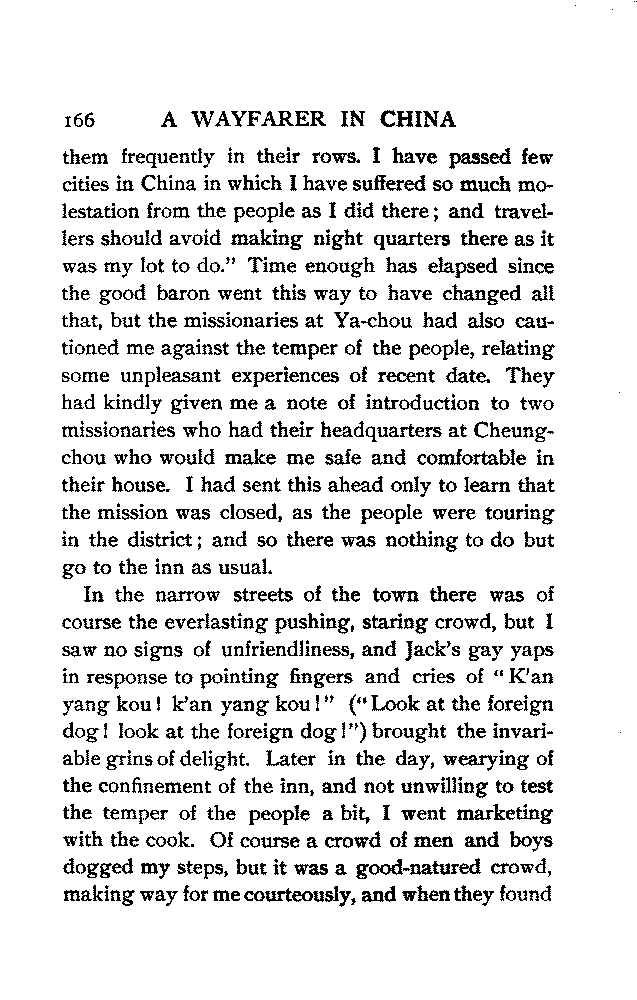 166 A WAYFARER IN CHINA
them frequently in their rows. I have passed few
cities in China in which I have suffered so much mo-
lestation from the people as I did there; and travel-
lers should avoid making night quarters there as it
was my lot to do." Time enough has elapsed since
the good baron went this way to have changed all
that, but the missionaries at Ya-chou had also cau-
tioned me against the temper of the people, relating
some unpleasant experiences of recent date. They
had kindly given me a note of introduction to two
missionaries who had their headquarters at Cheung-
chou who would make me safe and comfortable in
their house. I had sent this ahead only to learn that
the mission was closed, as the people were touring
in the district; and so there was nothing to do but
go to the inn as usual.
In the narrow streets of the town there was of
course the everlasting pushing, staring crowd, but I
saw no signs of unfriendliness, and Jack's gay yaps
in response to pointing fingers and cries of "K'an
yang kou! k'an yang kou!" ("Look at the foreign
dog! look at the foreign dog!") brought the invari-
able grins of delight. Later in the day, wearying of
the confinement of the inn, and not unwilling to test
the temper of the people a bit, I went marketing
with the cook. Of course a crowd of men and boys
dogged my steps, but it was a good-natured crowd,
making way for me courteously, and when they found